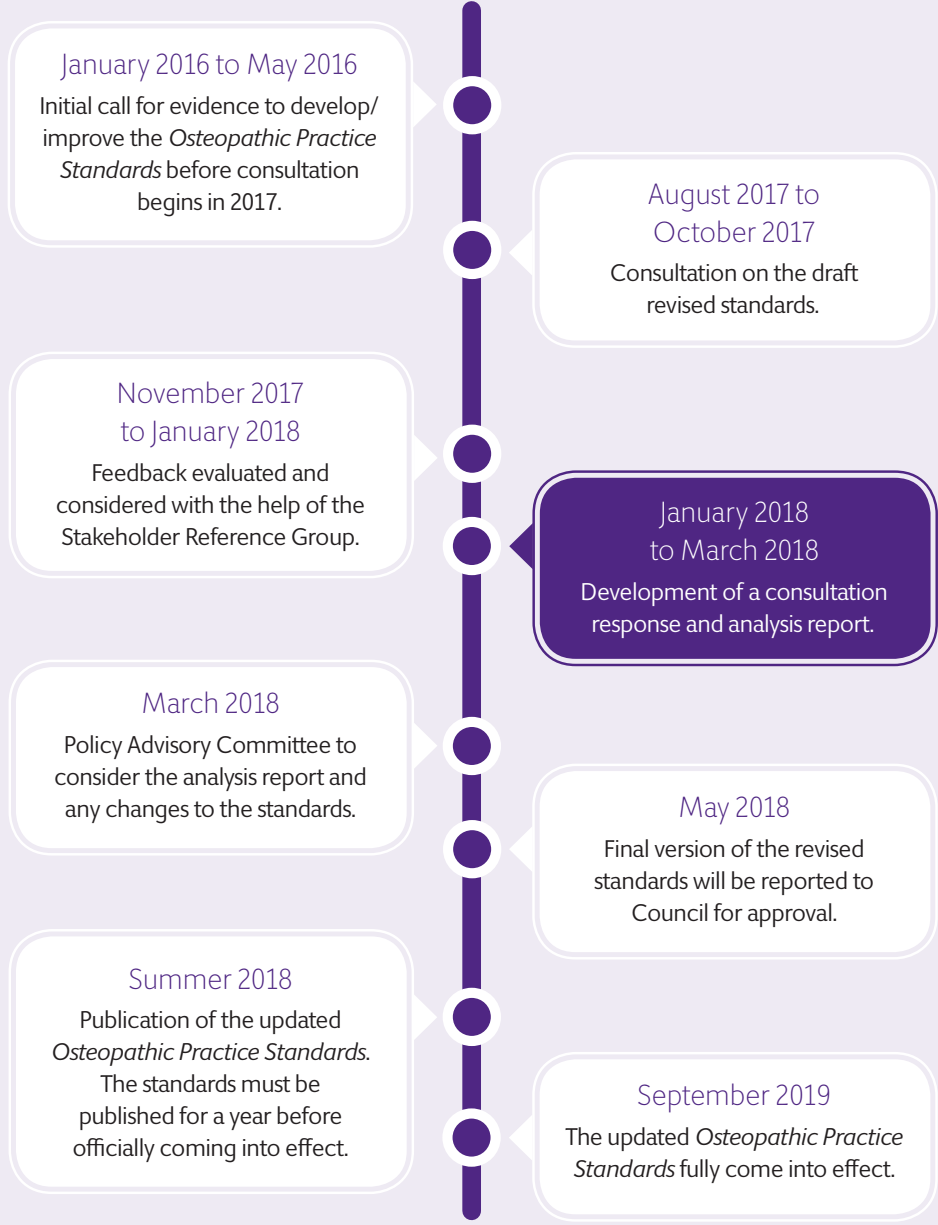 January 2016 to May 2016
Initial call for evidence to develop/
improve the Osteopathic Practice
Standards before consultation
begins in 2017.
August 2017 to
October 2017
Consultation on the draft
revised standards.
November 2017
to January 2018
Feedback evaluated and
considered with the help of the
Stakeholder Reference Group.
January 2018
to March 2018
Development of a consultation
response and analysis report.
March 2018
Policy Advisory Committee to
consider the analysis report and
any changes to the standards.
May 2018
Final version of the revised
standards will be reported to
Council for approval.
Summer 2018
Publication of the updated
Osteopathic Practice Standards.
The standards must be
published for a year before
officially coming into effect.
September 2019
The updated Osteopathic Practice
Standards fully come into effect.